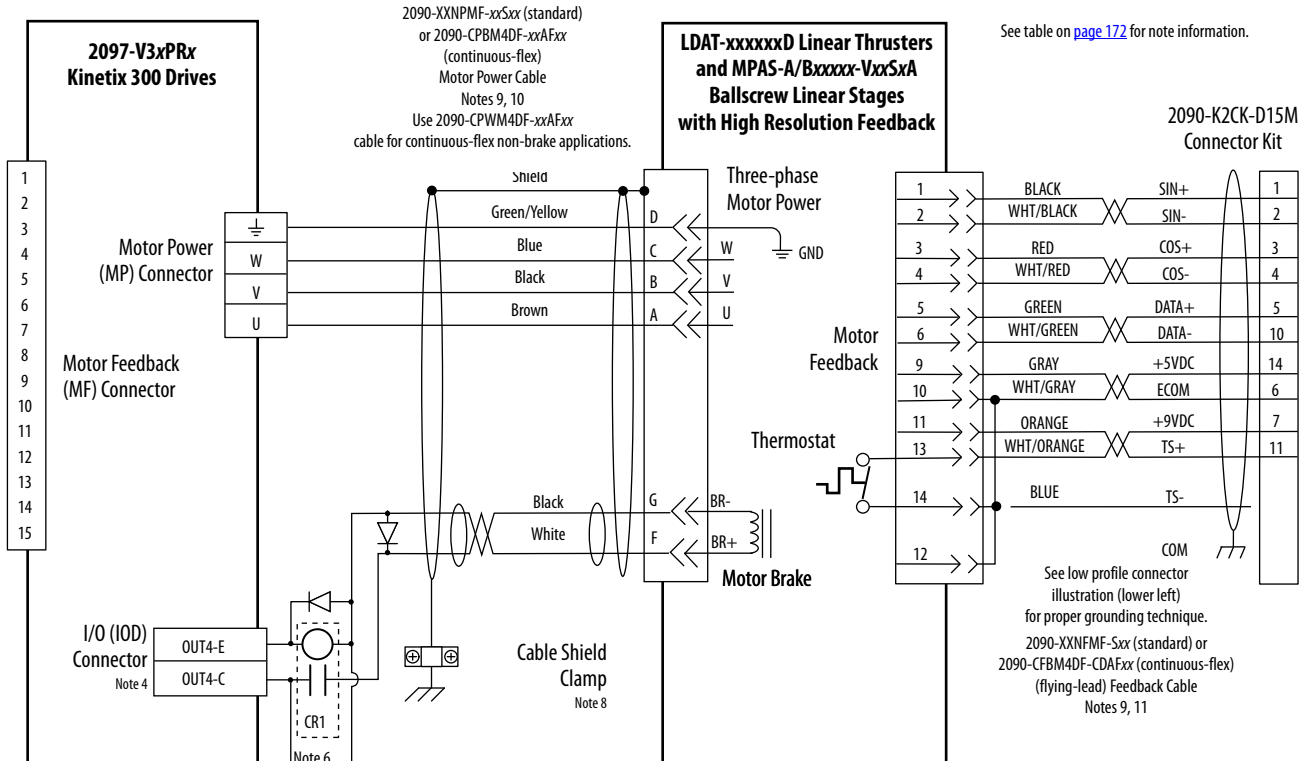 2090-XXNPMF-xxSxx (standard)
or 2090-CPBM4DF-xxAFxx
(continuous-flex)
Motor Power Cable
Notes 9, 10
Use 2090-CPWM4DF-xxAFxx
cable for continuous-flex non-brake applications.
2097-V3xPRx
Kinetix 300 Drives
LDAT-xxxxxxD Linear Thrusters
and MPAS-A/Bxxxxx-VxxSxA
Ballscrew Linear Stages
with High Resolution Feedback
See table on page 172 for note information.
2090-K2CK-D15M
Connector Kit
1
2
3
4
5
6
7
8
9
10
11
12
13
14
15
Motor Power
(MP) Connector
W
V
U
Motor Feedback
(MF) Connector
Shield
Green/Yellow
Blue
Black
Brown
D
C
B
A
Three-phase
Motor Power
GND
W
V
U
Black
White
G
F
BR-
BR+
Motor Brake
I/O (IOD)
Connector
Note 4
OUT4-E
OUT4-C
CR1
Note 6
Cable Shield
Clamp
Note 8
Motor
Feedback
Thermostat
1 BLACK SIN+ 1
2 WHT/BLACK SIN- 2
3 RED COS+ 3
4 WHT/RED COS- 4
5 GREEN DATA+ 5
6 WHT/GREEN DATA- 10
9 GRAY +5VDC 14
10 WHT/GRAY ECOM 6
11 ORANGE +9VDC 7
13 WHT/ORANGE TS+ 11
14 BLUE TS-
12
COM
See low profile connector
illustration (lower left)
for proper grounding technique.
2090-XXNFMF-Sxx (standard) or
2090-CFBM4DF-CDAFxx (continuous-flex)
(flying-lead) Feedback Cable
Notes 9, 11